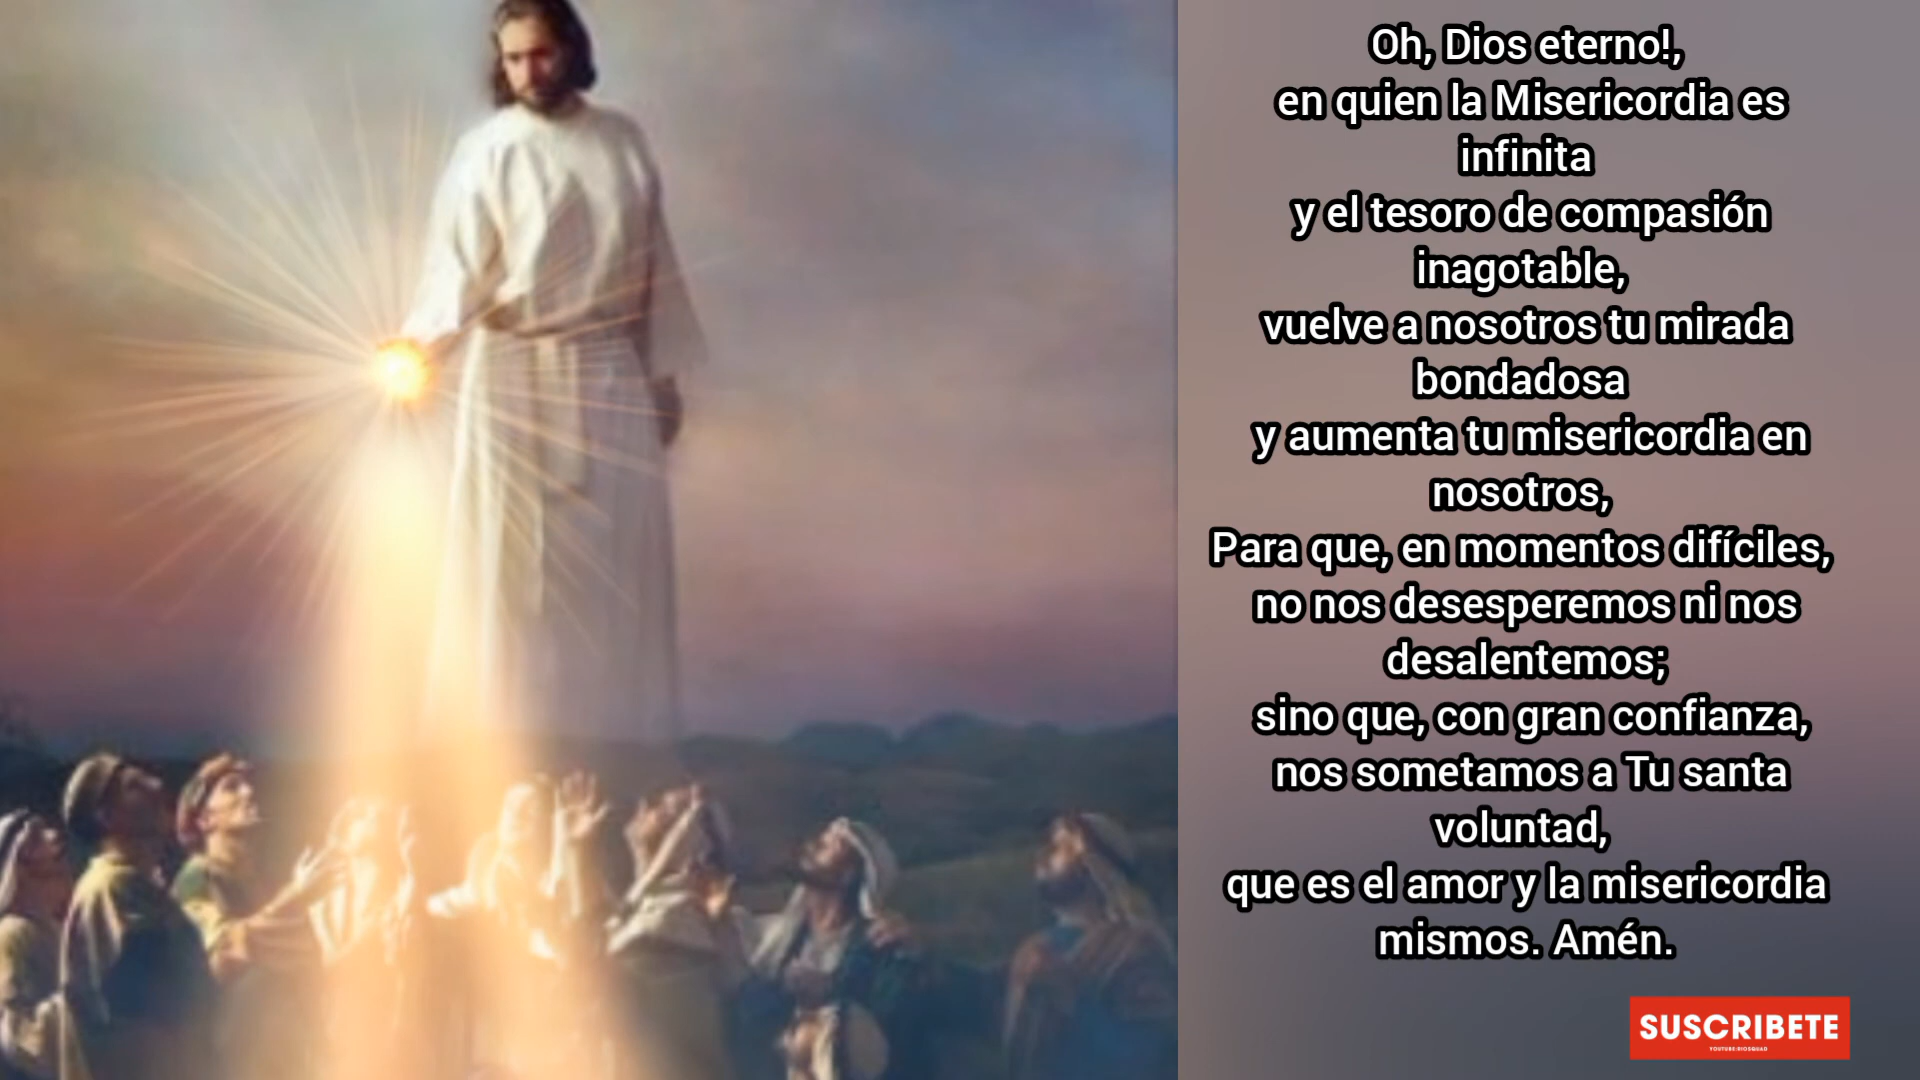 Oh, Dios eterno!,
en quien la Misericordia es
infinita
y el tesoro de compasión
inagotable,
vuelve a nosotros tu mirada
bondadosa
y aumenta tu misericordia en
nosotros,
Para que, en momentos difíciles,
no nos desesperemos ni nos
desalentemos;
sino que, con gran confianza,
nos sometamos a Tu santa
voluntad,
que es el amor y la misericordia
mismos. Amén.
SUSCRIBETE